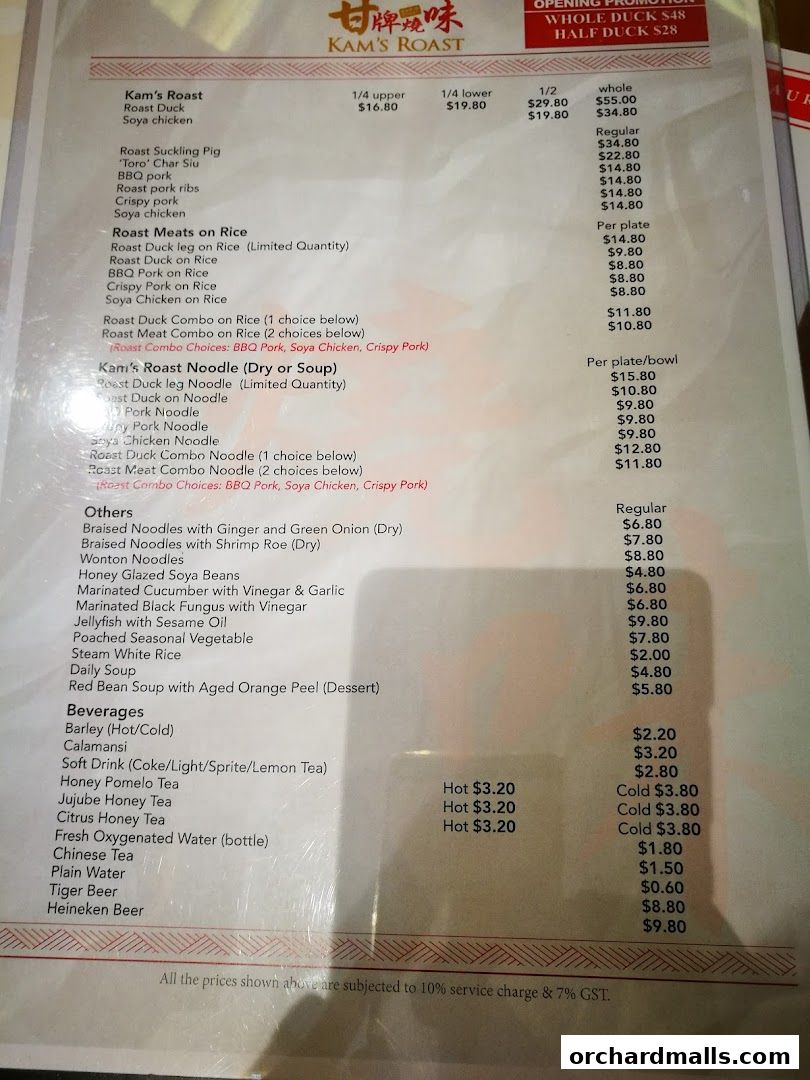 甘牌燒味
KAM'S ROAST
OPENING PROMOTION
WHOLE DUCK $48
HALF DUCK $28
Kam's Roast 1/4 upper 1/4 lower 1/2 whole
Roast Duck $16.80 $19.80 $29.80 $55.00
Soya chicken $19.80 $34.80
Regular
Roast Suckling Pig $34.80
'Toro' Char Siu $22.80
BBQ pork $14.80
Roast pork ribs $14.80
Crispy pork $14.80
Soya chicken $14.80
Roast Meats on Rice Per plate
Roast Duck leg on Rice (Limited Quantity) $14.80
Roast Duck on Rice $9.80
BBQ Pork on Rice $8.80
Crispy Pork on Rice $8.80
Soya Chicken on Rice $8.80
Roast Duck Combo on Rice (1 choice below) $11.80
Roast Meat Combo on Rice (2 choices below) $10.80
(Roast Combo Choices: BBQ Pork, Soya Chicken, Crispy Pork)
Kam's Roast Noodle (Dry or Soup) Per plate/bowl
Roast Duck leg Noodle (Limited Quantity) $15.80
Roast Duck on Noodle $10.80
Pork Noodle $9.80
Pork Noodle $9.80
Soya Chicken Noodle $9.80
Roast Duck Combo Noodle (1 choice below) $12.80
Roast Meat Combo Noodle (2 choices below) $11.80
(Roast Combo Choices: BBQ Pork, Soya Chicken, Crispy Pork)
Others Regular
Braised Noodles with Ginger and Green Onion (Dry) $6.80
Braised Noodles with Shrimp Roe (Dry) $7.80
Wonton Noodles $8.80
Honey Glazed Soya Beans $4.80
Marinated Cucumber with Vinegar & Garlic $6.80
Marinated Black Fungus with Vinegar $6.80
Jellyfish with Sesame Oil $9.80
Poached Seasonal Vegetable $7.80
Steam White Rice $2.00
Daily Soup $4.80
Red Bean Soup with Aged Orange Peel (Dessert) $5.80
Beverages
Barley (Hot/Cold) $2.20
Calamansi $3.20
Soft Drink (Coke/Light/Sprite/Lemon Tea) $2.80
Honey Pomelo Tea Hot $3.20 Cold $3.80
Jujube Honey Tea Hot $3.20 Cold $3.80
Citrus Honey Tea Hot $3.20 Cold $3.80
Fresh Oxygenated Water (bottle) $1.80
Chinese Tea $1.50
Plain Water $0.60
Tiger Beer $8.80
Heineken Beer $9.80
All the prices shown above are subjected to 10% service charge & 7% GST.
orchardmalls.com